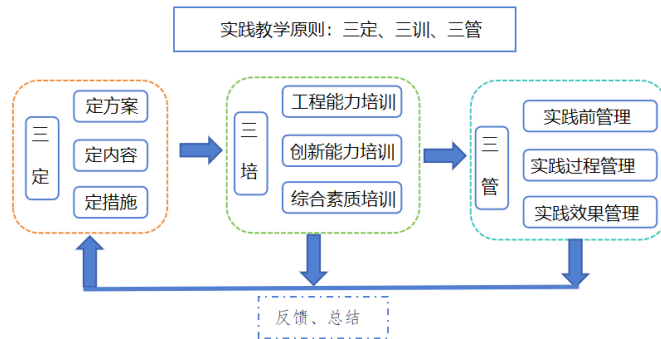 实践教学原则：三定、三训、三管
三定
定方案
定内容
定措施
三培
工程能力培训
创新能力培训
综合素质培训
三管
实践前管理
实践过程管理
实践效果管理
反馈、总结